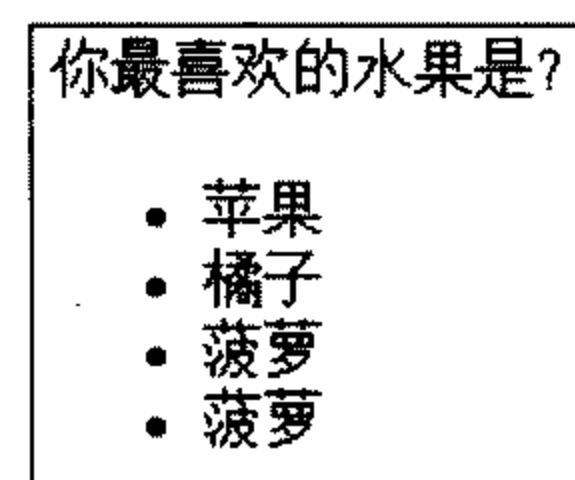 你最喜欢的水果是?
• 苹果
• 橘子
• 菠萝
• 菠萝